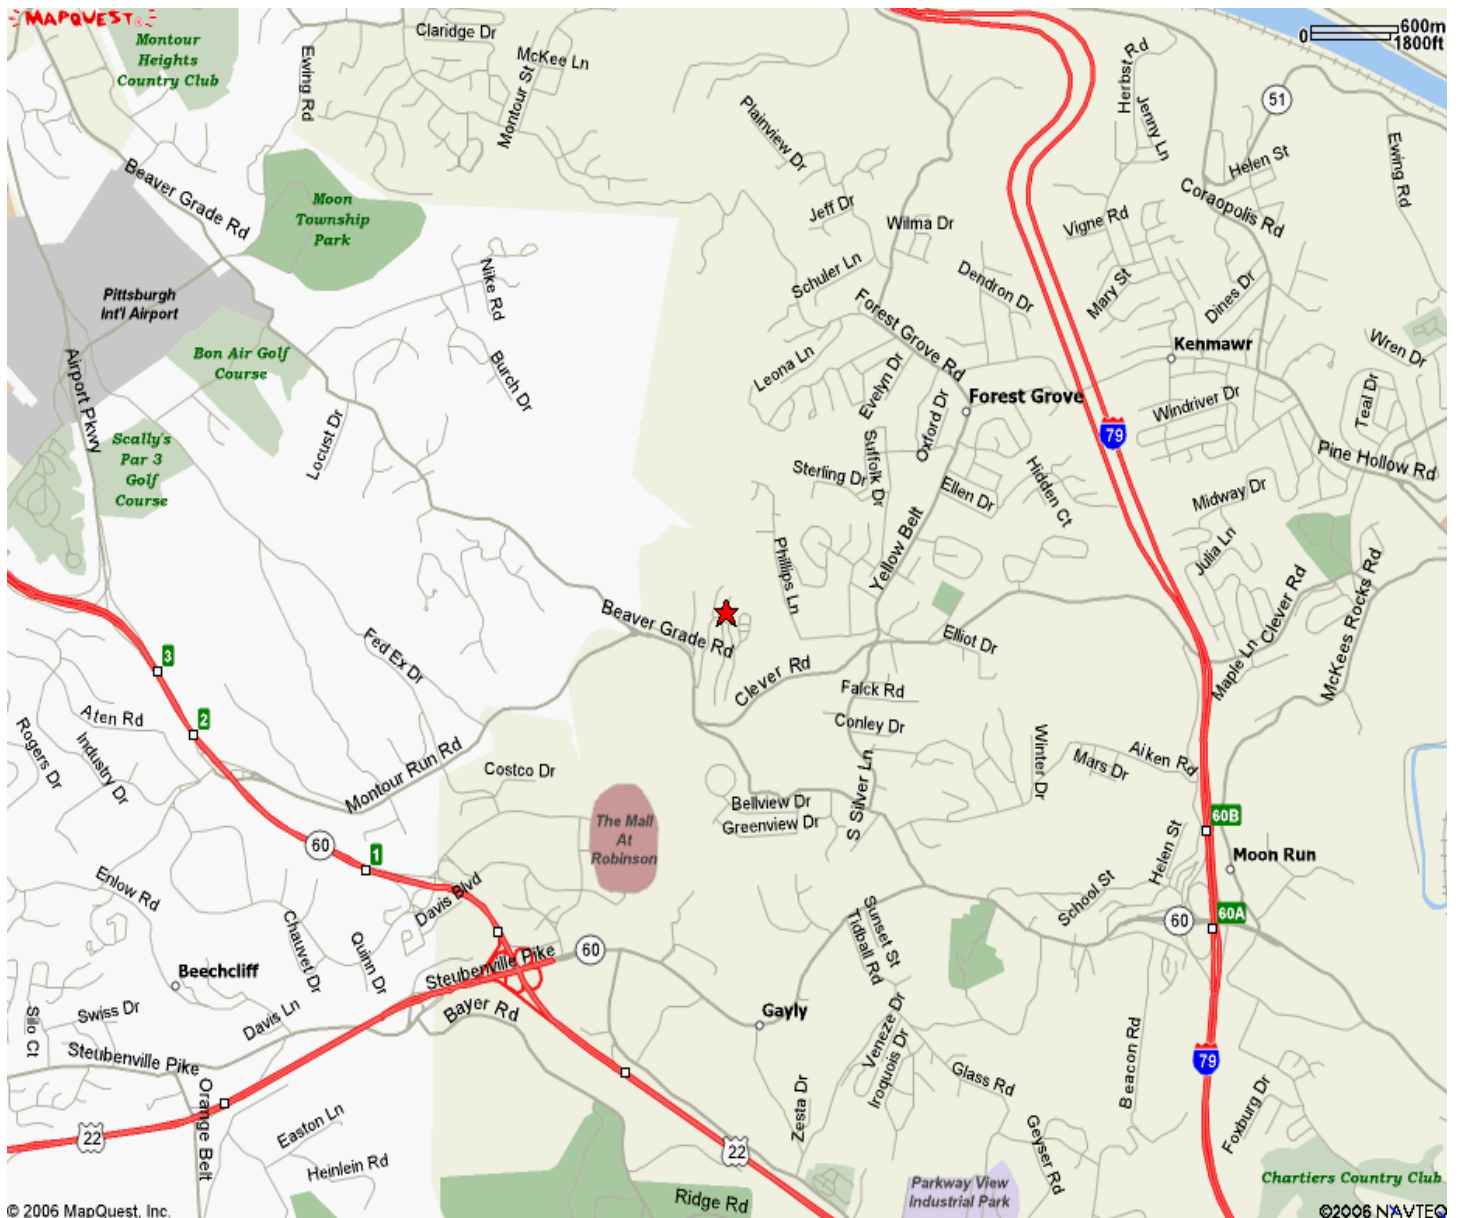 MAPQUEST
Montour
Heights
Country Club
Claridge Dr
McKee Ln
Montour St
Ewing Rd
0
600m
1800ft
Herbst Rd
Jenny Ln
51
Helen St
Ewing Rd
Coraopolis Rd
Plainview Dr
Beaver Grade Rd
Moon
Township
Park
Jeff Dr
Wilma Dr
Vigne Rd
Schuler Ln
Dendron Dr
Mary St
Dines Dr
Nike Rd
Pittsburgh
Int'l Airport
Forest Grove Rd
Kenmawr
Wren Dr
Airport Pkwy
Bon Air Golf
Course
Burch Dr
Leona Ln
Evelyn Dr
Oxford Dr
Forest Grove
Windriver Dr
Teal Dr
79
Locust Dr
Scally's
Par 3
Golf
Course
Suffolk Dr
Sterling Dr
Ellen Dr
Hidden Ct
Midway Dr
Pine Hollow Rd
Yellow Belt
Phillips Ln
Julia Ln
Clever Rd
McKees Rocks Rd
Beaver Grade Rd
Fed Ex Dr
Elliot Dr
Maple Ln
Clever Rd
3
Falck Rd
Conley Dr
2
Aten Rd
Rogers Dr
Industry Dr
Montour Run Rd
Costco Dr
Winter Dr
Mars Dr
Aiken Rd
Bellview Dr
Greenview Dr
S Silver Ln
60B
The Mall
At
Robinson
60
1
Helen St
Moon Run
Enlow Rd
Davis Blvd
School St
60
60A
Chauvet Dr
Quinn Dr
Sunset St
Tidball Rd
60
Beechcliff
Steubenville Pike
Bayer Rd
Gayly
Silo Ct
Swiss Dr
Davis Ln
Veneze Dr
Iroquois Dr
Beacon Rd
79
Steubenville Pike
Glass Rd
Foxburg Dr
Orange Belt
Zesta Dr
Geyser Rd
22
Easton Ln
22
Heinlein Rd
Chartiers Country Club
Ridge Rd
Parkway View
Industrial Park
© 2006 MapQuest, Inc.
©2006 NAVTEQ